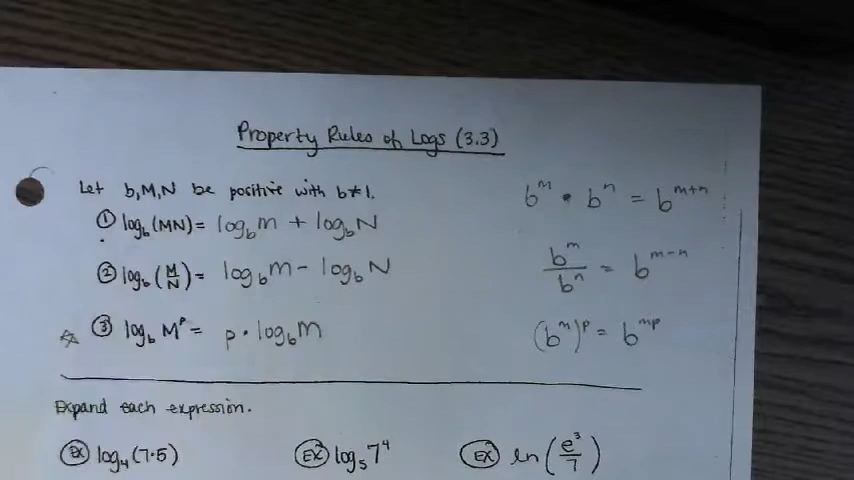 Property Rules of Logs (3.3)
Let b,M,N be positive with b≠1.
① log_b(MN) = log_b m + log_b N
② log_b(M/N) = log_b m - log_b N
☆ ③ log_b M^p = p · log_b m
b^m · b^n = b^(m+n)
b^m / b^n = b^(m-n)
(b^m)^p = b^(mp)
Expand each expression.
EX log_4(7·5)
EX log_5 7^4
EX ln(e^3/7)